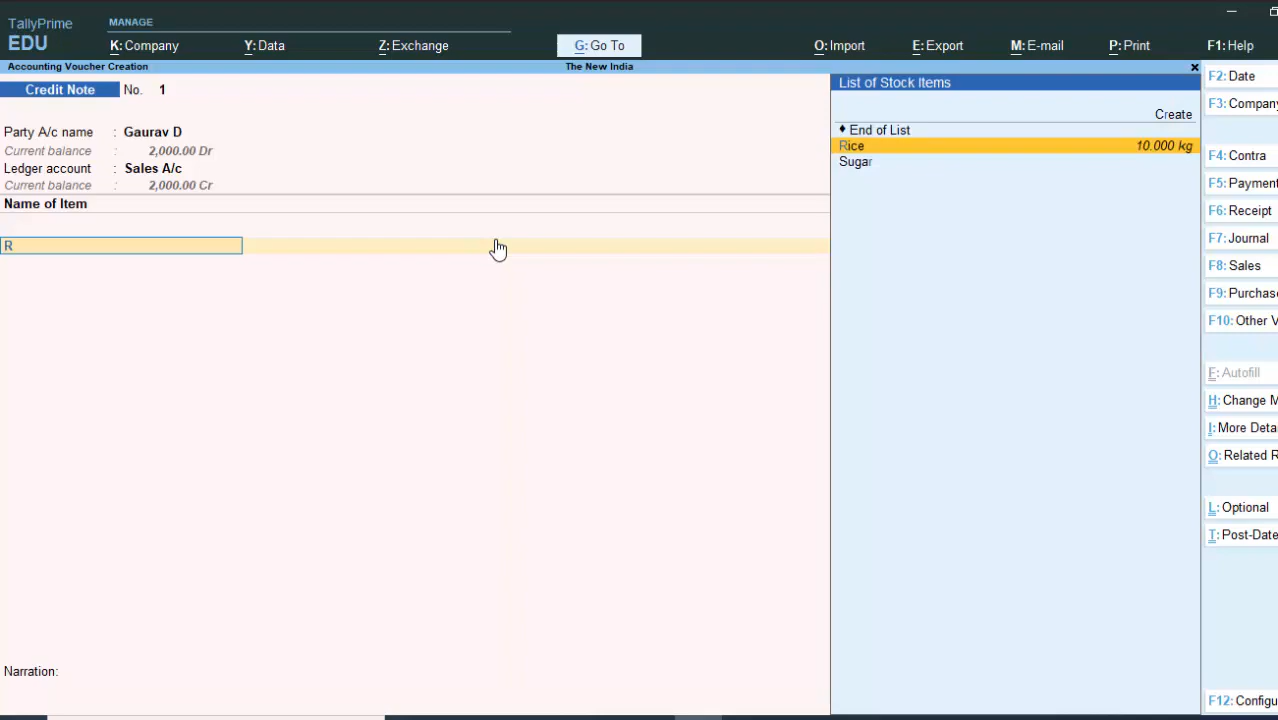 TallyPrime
EDU
MANAGE
K: Company
Y: Data
Z: Exchange
G: Go To
O: Import
E: Export
M: E-mail
P: Print
F1: Help
Accounting Voucher Creation
The New India
×
Credit Note No. 1
Party A/c name : Gaurav D
Current balance : 2,000.00 Dr
Ledger account : Sales A/c
Current balance : 2,000.00 Cr
Name of Item
R
Narration:
List of Stock Items
Create
♦ End of List
Rice 10.000 kg
Sugar
F2: Date
F3: Company
F4: Contra
F5: Payment
F6: Receipt
F7: Journal
F8: Sales
F9: Purchase
F10: Other V
F: Autofill
H: Change M
I: More Deta
O: Related R
L: Optional
T: Post-Date
F12: Configu